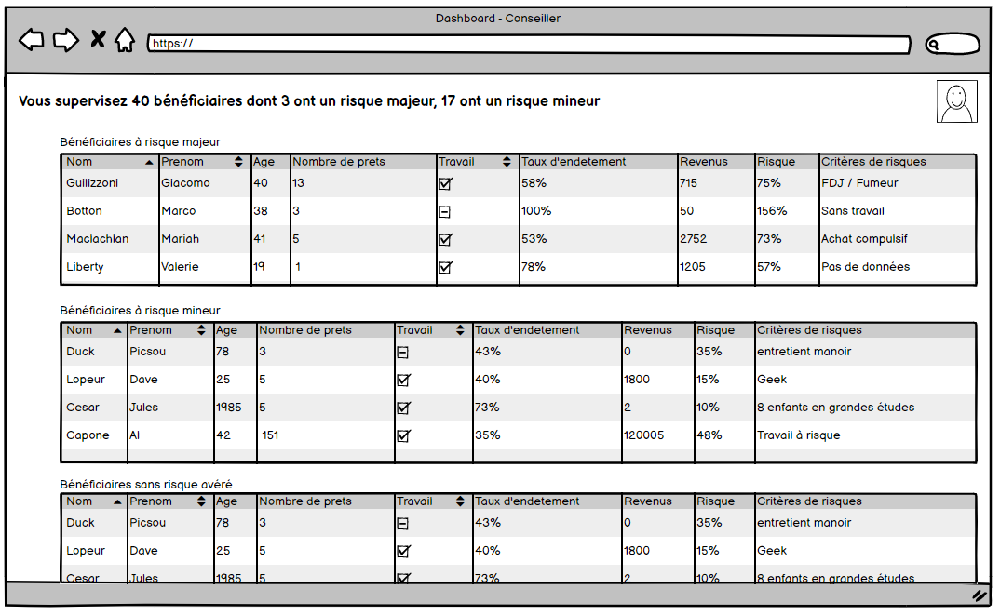 Dashboard - Conseiller
https://
Vous supervisez 40 bénéficiaires dont 3 ont un risque majeur, 17 ont un risque mineur
Bénéficiaires à risque majeur
Nom Prenom Age Nombre de prets Travail Taux d'endetement Revenus Risque Critères de risques
Guilizzoni Giacomo 40 13 58% 715 75% FDJ / Fumeur
Botton Marco 38 3 100% 50 156% Sans travail
Maclachlan Mariah 41 5 53% 2752 73% Achat compulsif
Liberty Valerie 19 1 78% 1205 57% Pas de données
Bénéficiaires à risque mineur
Nom Prenom Age Nombre de prets Travail Taux d'endetement Revenus Risque Critères de risques
Duck Picsou 78 3 43% 0 35% entretient manoir
Lopeur Dave 25 5 40% 1800 15% Geek
Cesar Jules 1985 5 73% 2 10% 8 enfants en grandes études
Capone Al 42 151 35% 120005 48% Travail à risque
Bénéficiaires sans risque avéré
Nom Prenom Age Nombre de prets Travail Taux d'endetement Revenus Risque Critères de risques
Duck Picsou 78 3 43% 0 35% entretient manoir
Lopeur Dave 25 5 40% 1800 15% Geek
Cesar Jules 1985 5 73% 2 10% 8 enfants en grandes études